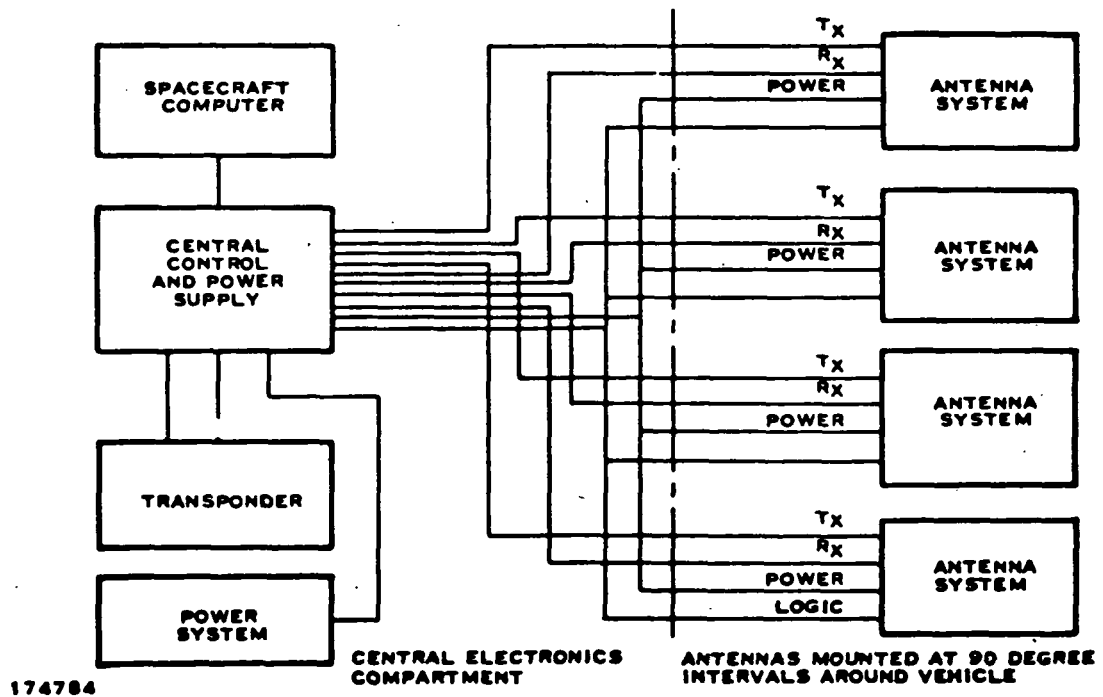 SPACECRAFT
COMPUTER
CENTRAL
CONTROL
AND POWER
SUPPLY
TRANSPONDER
POWER
SYSTEM
CENTRAL ELECTRONICS
COMPARTMENT
TX
RX
POWER
ANTENNA
SYSTEM
TX
RX
POWER
ANTENNA
SYSTEM
TX
RX
POWER
ANTENNA
SYSTEM
TX
RX
POWER
LOGIC
ANTENNA
SYSTEM
ANTENNAS MOUNTED AT 90 DEGREE
INTERVALS AROUND VEHICLE
174784